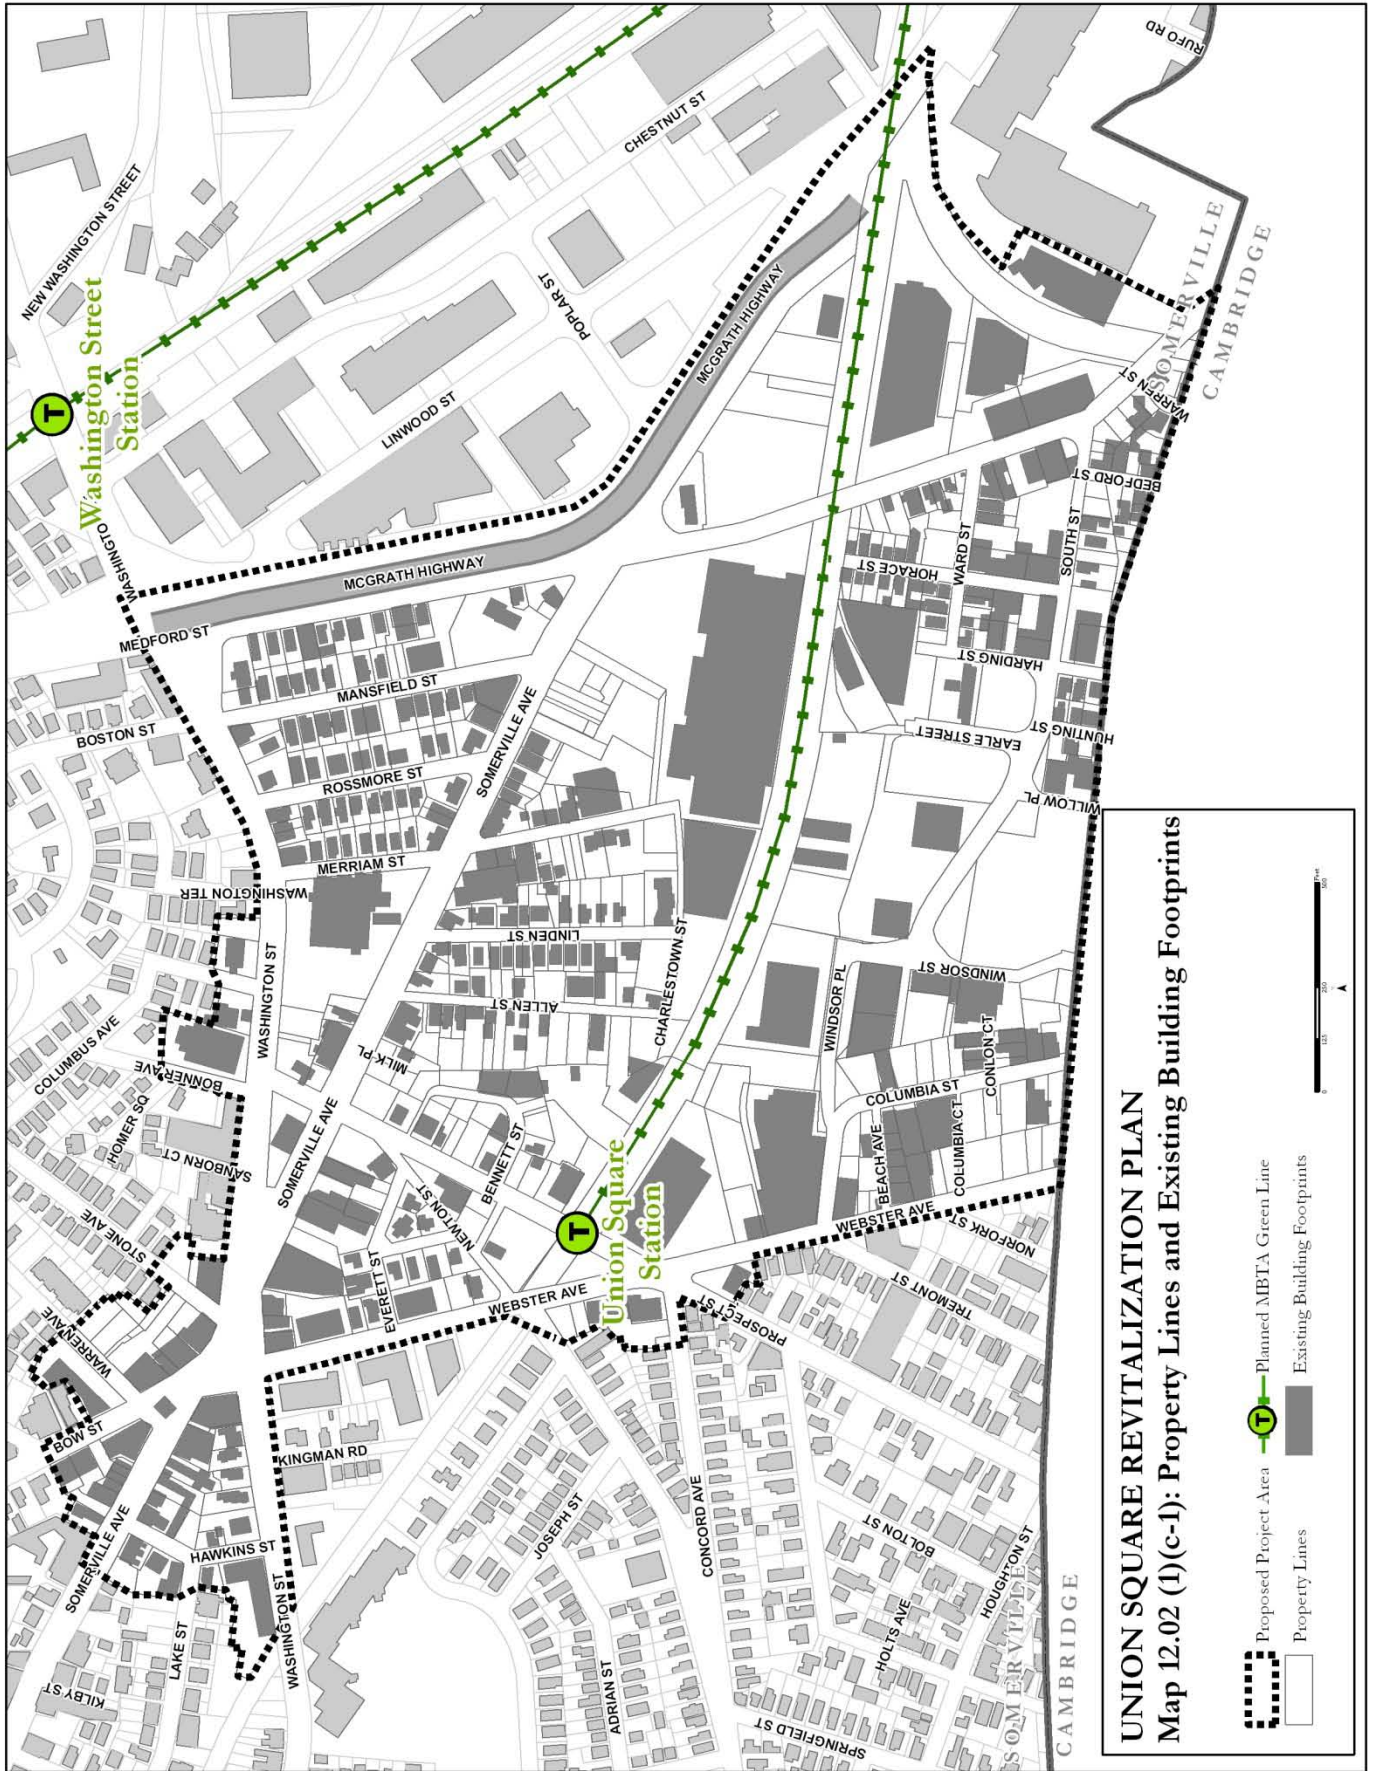 UNION SQUARE REVITALIZATION PLAN
Map 12.02 (1)(c-1): Property Lines and Existing Building Footprints
Proposed Project Area
Planned MBTA Green Line
Property Lines
Existing Building Footprints
0
125
250
500
Feet
KILBY ST
LAKE ST
SOMERVILLE AVE
HAWKINS ST
WASHINGTON ST
BOW ST
WARREN AVE
STONE AVE
KINGMAN RD
HOMER SQ
SANBORN CT
COLUMBUS AVE
BONNER AVE
WASHINGTON ST
WASHINGTON TER
BOSTON ST
MEDFORD ST
WASHINGTO
T
Washington Street
Station
NEW WASHINGTON STREET
LINWOOD ST
POPLAR ST
CHESTNUT ST
MCGRATH HIGHWAY
MCGRATH HIGHWAY
MANSFIELD ST
ROSSMORE ST
MERRIAM ST
SOMERVILLE AVE
SOMERVILLE AVE
LINDEN ST
ALLEN ST
MILK PL
CHARLESTOWN ST
BENNETT ST
NEWTON ST
EVERETT ST
WEBSTER AVE
T
Union Square
Station
JOSEPH ST
ADRIAN ST
CONCORD AVE
PROSPECT ST
SPRINGFIELD ST
HOLTS AVE
BOLTON ST
HOUGHTON ST
TREMONT ST
NORFORK ST
WEBSTER AVE
BEACH AVE
COLUMBIA CT
COLUMBIA ST
CONLON CT
WINDSOR PL
WINDSOR ST
WILLOW PL
HUNTING ST
EARLE STREET
HARDING ST
HORACE ST
WARD ST
SOUTH ST
BEDFORD ST
WARREN ST
RUFO RD
SOMERVILLE
CAMBRIDGE
SOMERVILLE
CAMBRIDGE
T